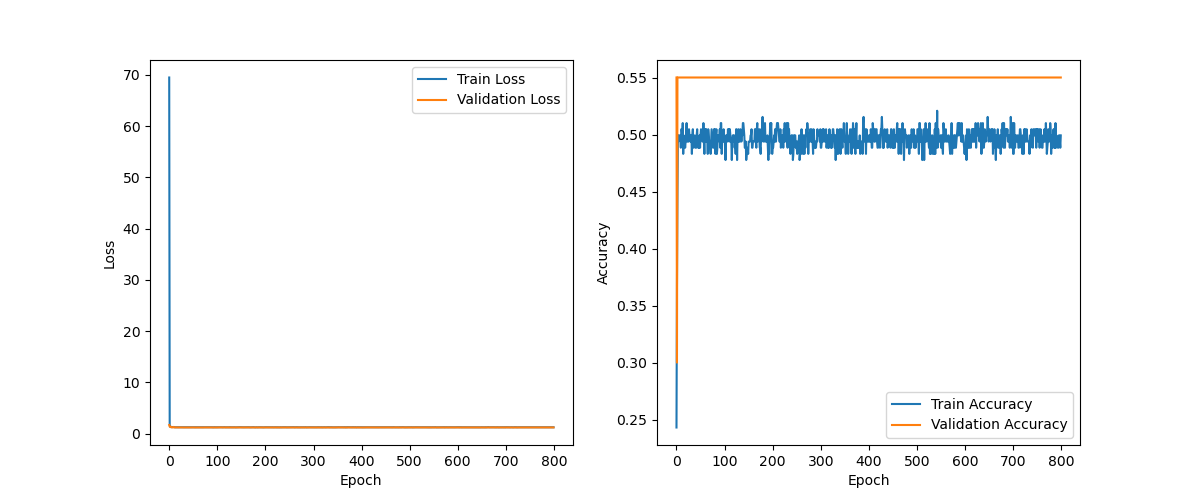 70
60
50
40
30
20
10
0
Loss
0 100 200 300 400 500 600 700 800
Epoch
Train Loss
Validation Loss
0.55
0.50
0.45
0.40
0.35
0.30
0.25
Accuracy
0 100 200 300 400 500 600 700 800
Epoch
Train Accuracy
Validation Accuracy